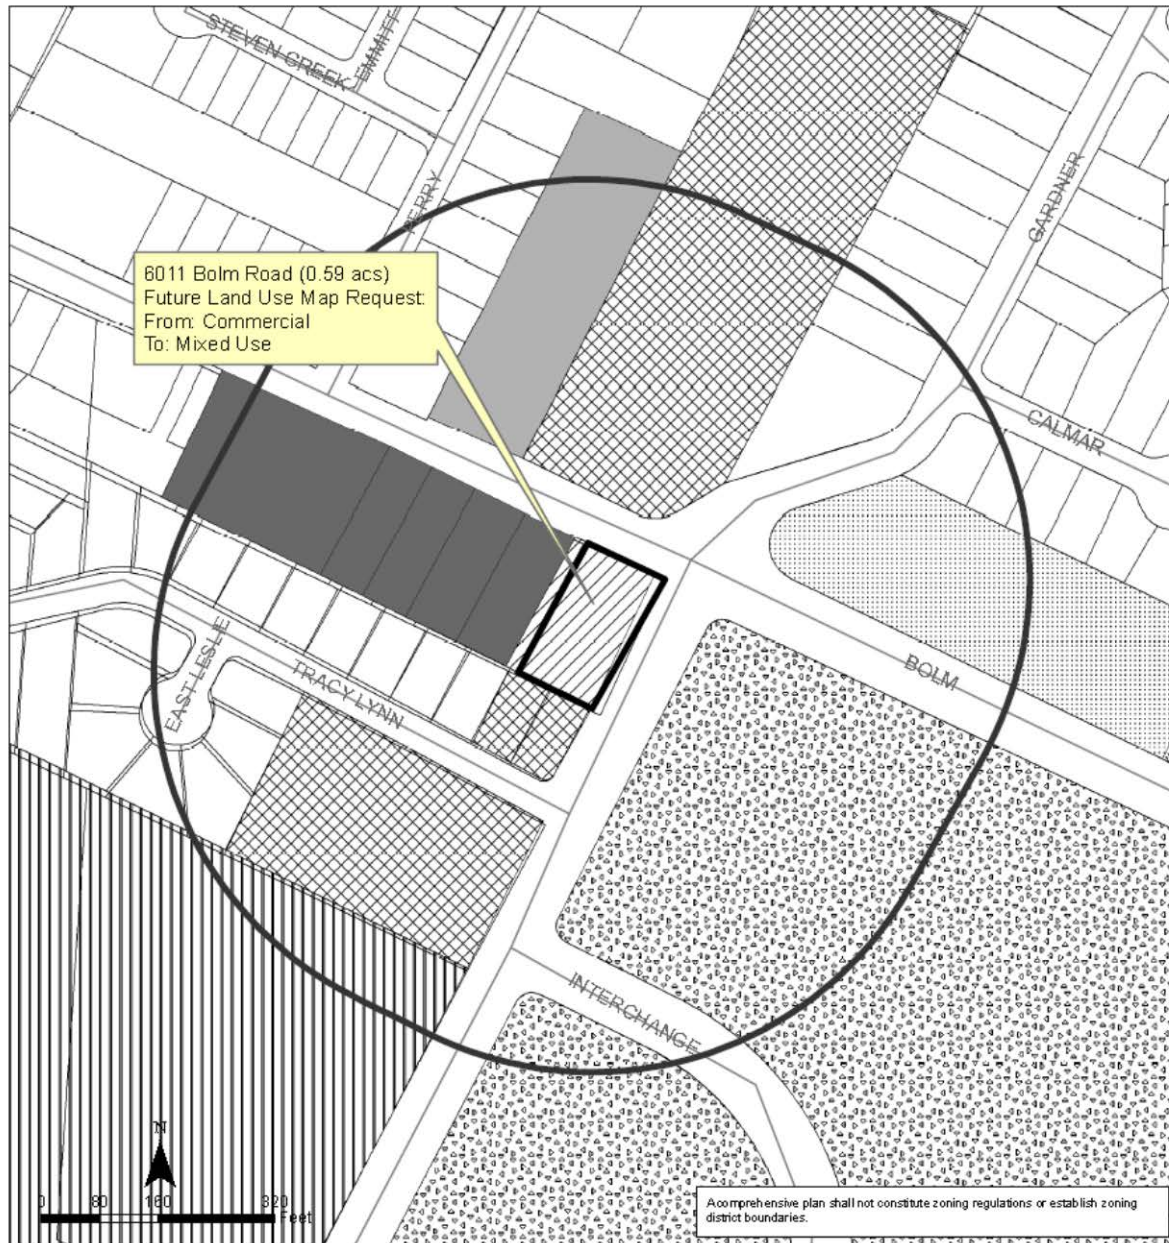 STEVEN CREEK
EMMITT
PERRY
GARDNER
6011 Bolm Road (0.59 acs)
Future Land Use Map Request:
From: Commercial
To: Mixed Use
CALMAR
BOLM
EAST LESLIE
TRACY LYNN
INTERCHANGE
N
0 80 160 320
Feet
Acomprehensive plan shall not constitute zoning regulations or establish zoning
district boundaries.